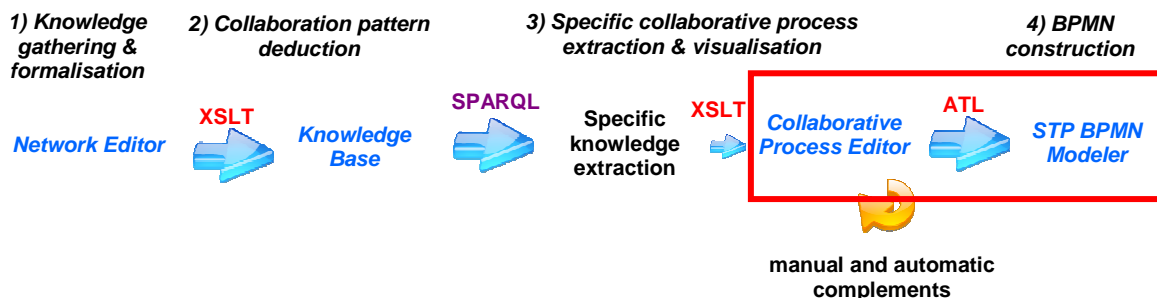 1) Knowledge
gathering &
formalisation
2) Collaboration pattern
deduction
3) Specific collaborative process
extraction & visualisation
4) BPMN
construction
Network Editor
XSLT
Knowledge
Base
SPARQL
Specific
knowledge
extraction
XSLT
Collaborative
Process Editor
ATL
STP BPMN
Modeler
manual and automatic
complements